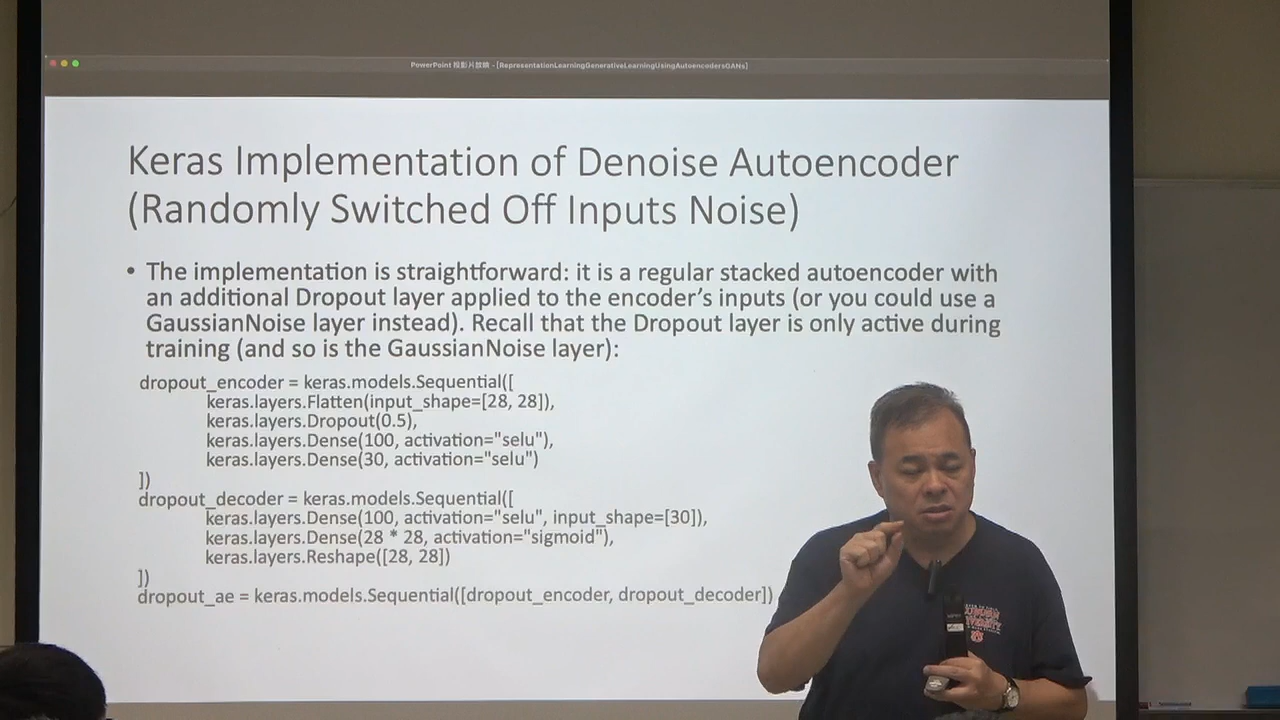 PowerPoint 投影片放映 - [RepresentationLearningGenerativeLearningUsingAutoencodersGANs]
Keras Implementation of Denoise Autoencoder
(Randomly Switched Off Inputs Noise)
• The implementation is straightforward: it is a regular stacked autoencoder with
an additional Dropout layer applied to the encoder's inputs (or you could use a
GaussianNoise layer instead). Recall that the Dropout layer is only active during
training (and so is the GaussianNoise layer):
dropout_encoder = keras.models.Sequential([
keras.layers.Flatten(input_shape=[28, 28]),
keras.layers.Dropout(0.5),
keras.layers.Dense(100, activation="selu"),
keras.layers.Dense(30, activation="selu")
])
dropout_decoder = keras.models.Sequential([
keras.layers.Dense(100, activation="selu", input_shape=[30]),
keras.layers.Dense(28 * 28, activation="sigmoid"),
keras.layers.Reshape([28, 28])
])
dropout_ae = keras.models.Sequential([dropout_encoder, dropout_decoder])